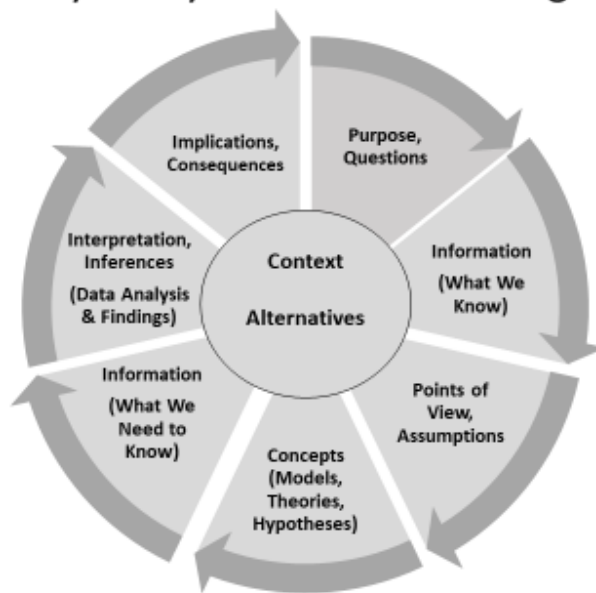 Purpose,
Questions
Information
(What We
Know)
Points of
View,
Assumptions
Concepts
(Models,
Theories,
Hypotheses)
Information
(What We
Need to
Know)
Interpretation,
Inferences
(Data Analysis
& Findings)
Implications,
Consequences
Context
Alternatives